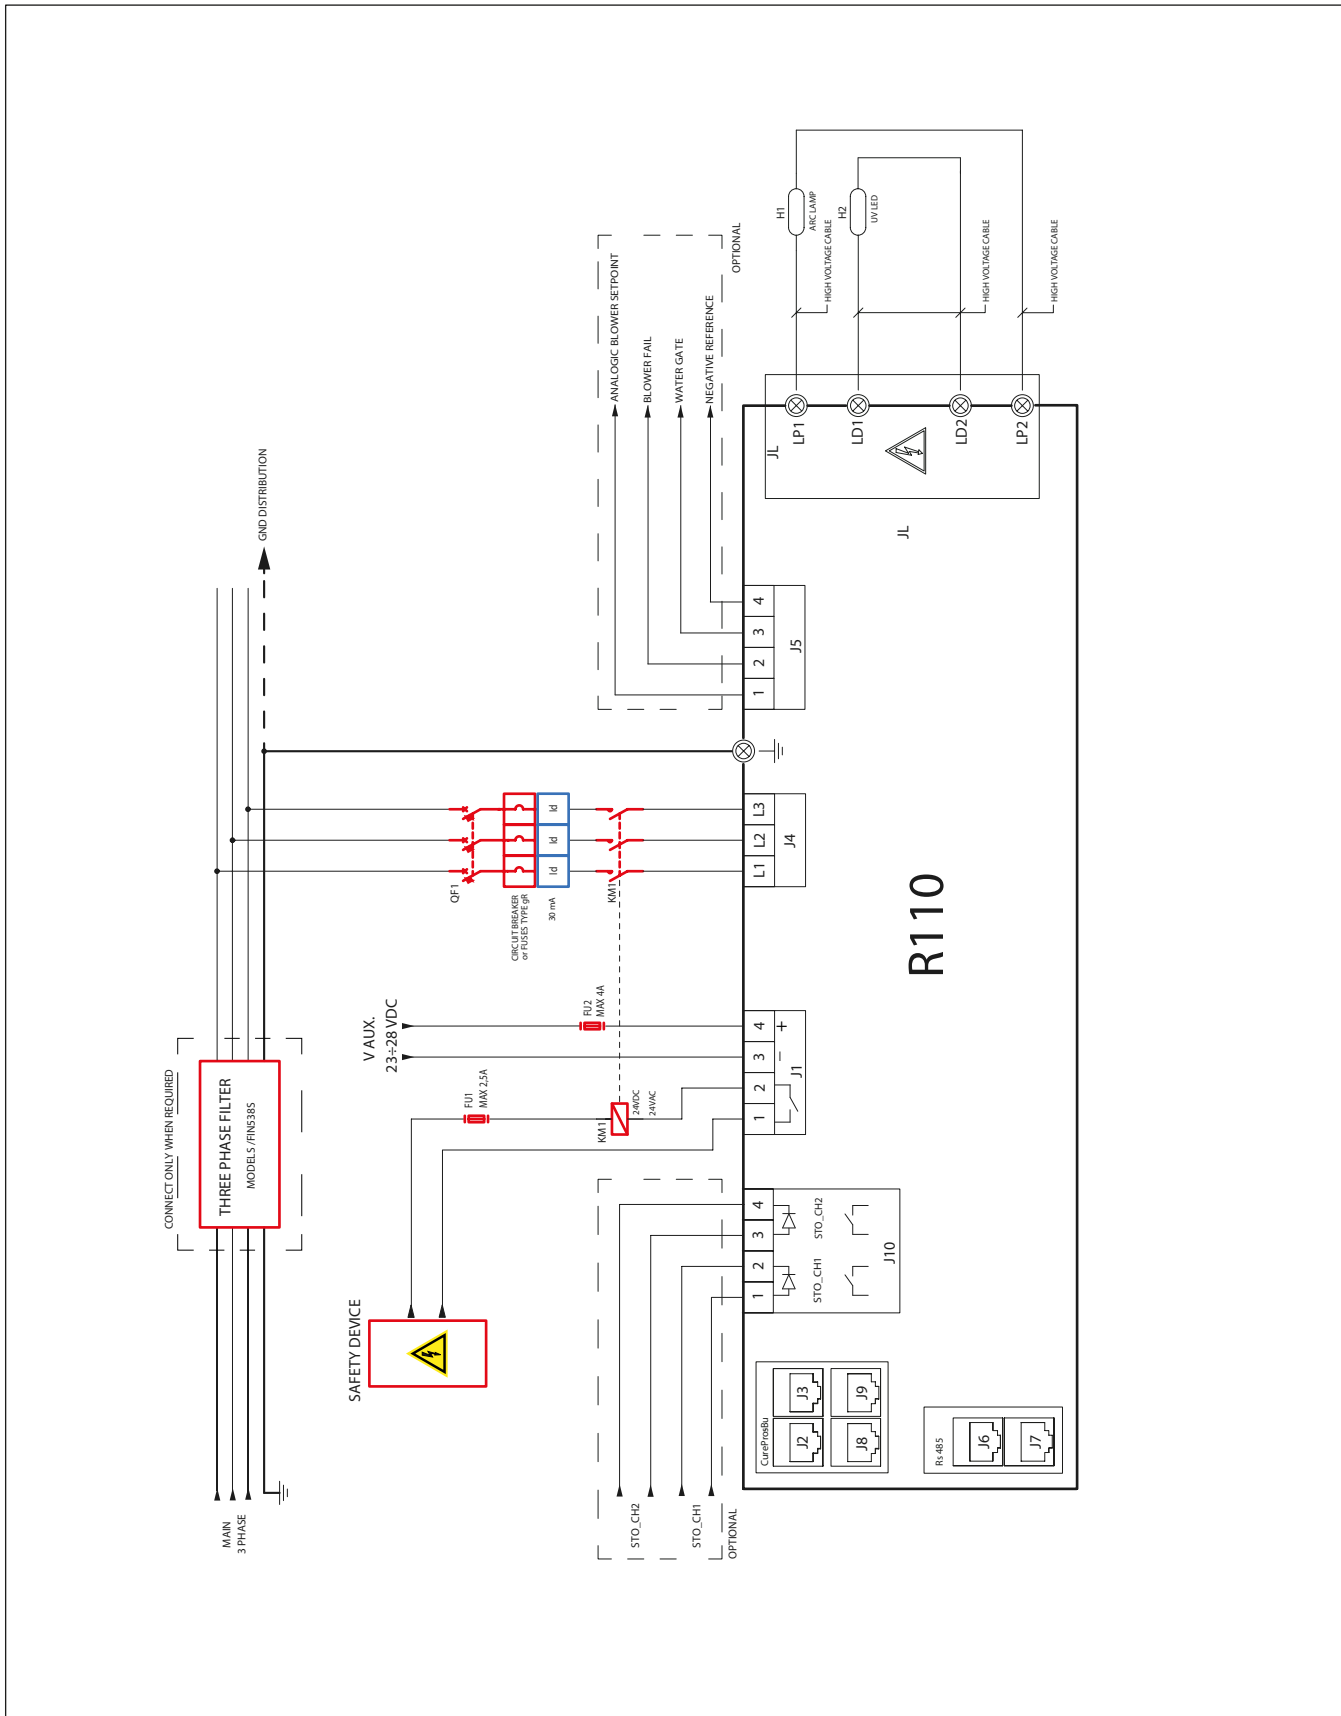 MAIN
3 PHASE
CONNECT ONLY WHEN REQUIRED
THREE PHASE FILTER
MODELS /FIN538S
GND DISTRIBUTION
SAFETY DEVICE
FU1
MAX 2,5A
V AUX.
23÷28 VDC
FU2
MAX 4A
KM1
24VDC
24VAC
QF1
CIRCUIT BREAKER
or FUSES TYPE gR
30 mA
Id
Id
Id
KM1
ANALOGIC BLOWER SETPOINT
BLOWER FAIL
WATER GATE
NEGATIVE REFERENCE
OPTIONAL
H1
ARC LAMP
H2
UV LED
HIGH VOLTAGE CABLE
HIGH VOLTAGE CABLE
HIGH VOLTAGE CABLE
STO_CH2
STO_CH1
OPTIONAL
1 2 3 4
STO_CH1
STO_CH2
J10
1 2 3 4
− +
J1
L1 L2 L3
J4
1 2 3 4
J5
JL
LP1
LD1
LD2
LP2
JL
R110
CureProsBu
J2 J3
J8 J9
Rs 485
J6
J7